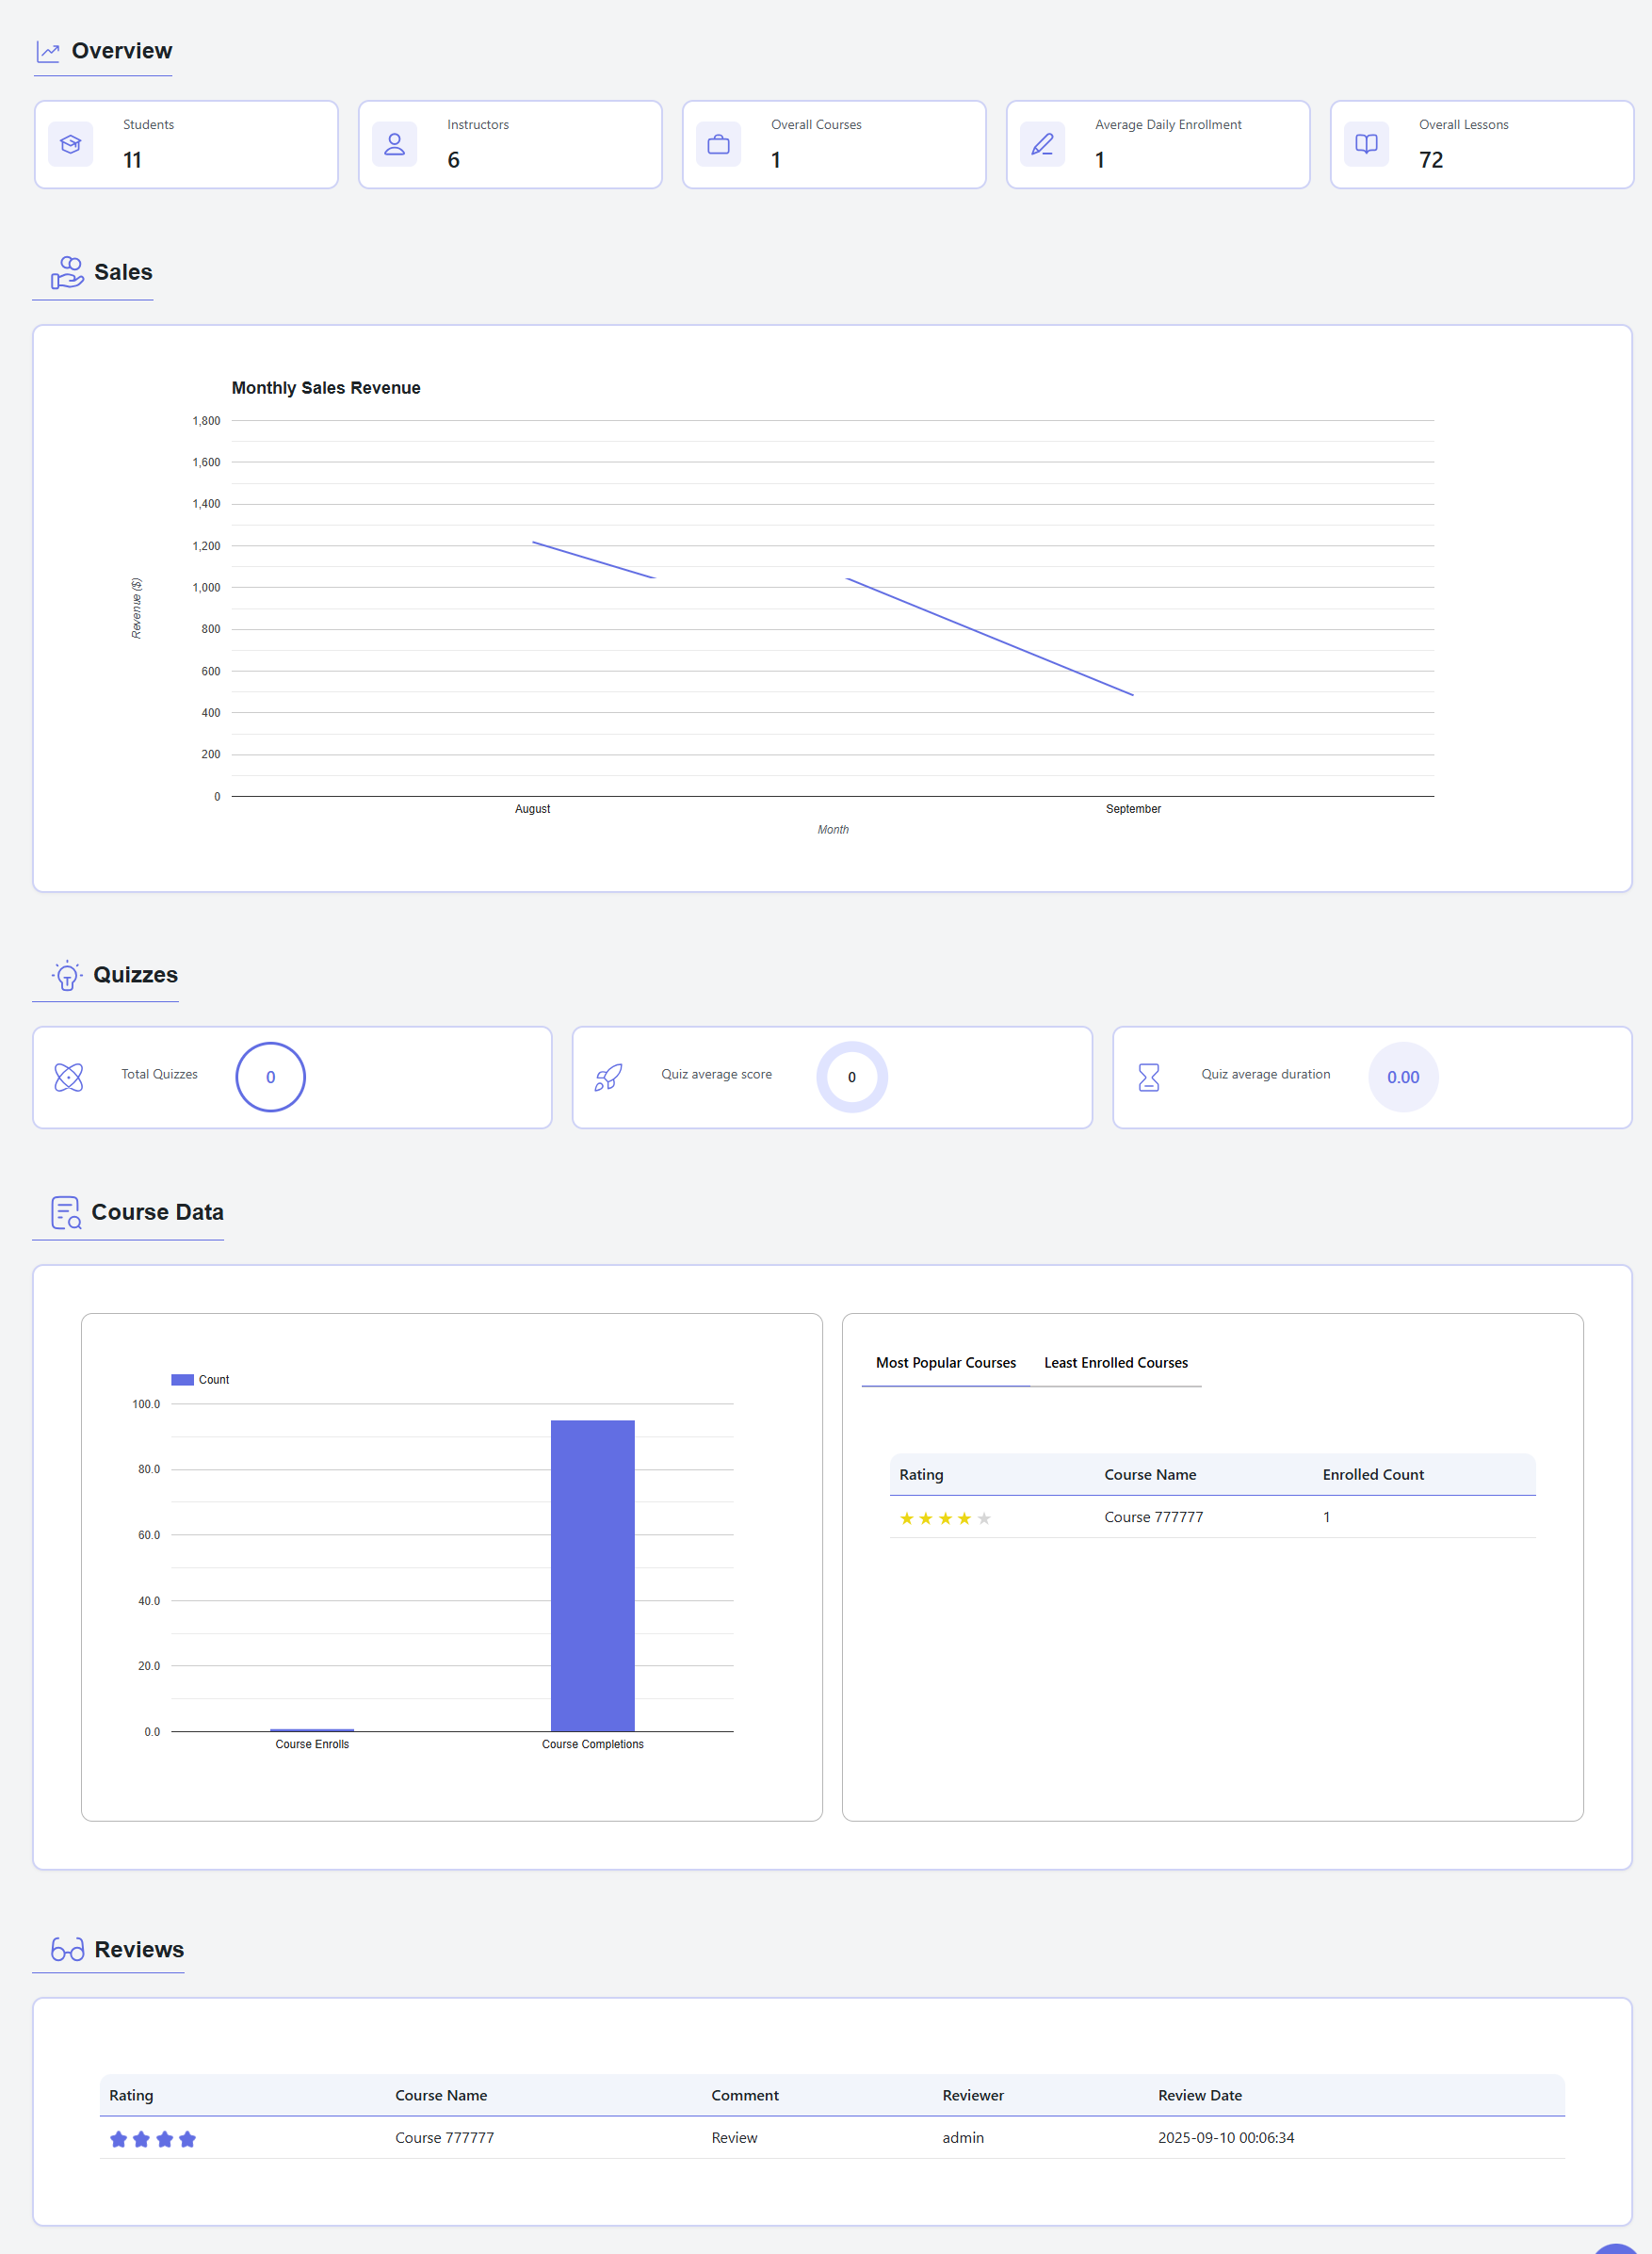 Overview
Students
11
Instructors
6
Overall Courses
1
Average Daily Enrollment
1
Overall Lessons
72
Sales
Monthly Sales Revenue
1,800
1,600
1,400
1,200
1,000
800
600
400
200
0
Revenue ($)
August
September
Month
Quizzes
Total Quizzes
0
Quiz average score
0
Quiz average duration
0.00
Course Data
Count
100.0
80.0
60.0
40.0
20.0
0.0
Course Enrolls
Course Completions
Most Popular Courses
Least Enrolled Courses
Rating Course Name Enrolled Count
Course 777777 1
Reviews
Rating Course Name Comment Reviewer Review Date
Course 777777 Review admin 2025-09-10 00:06:34